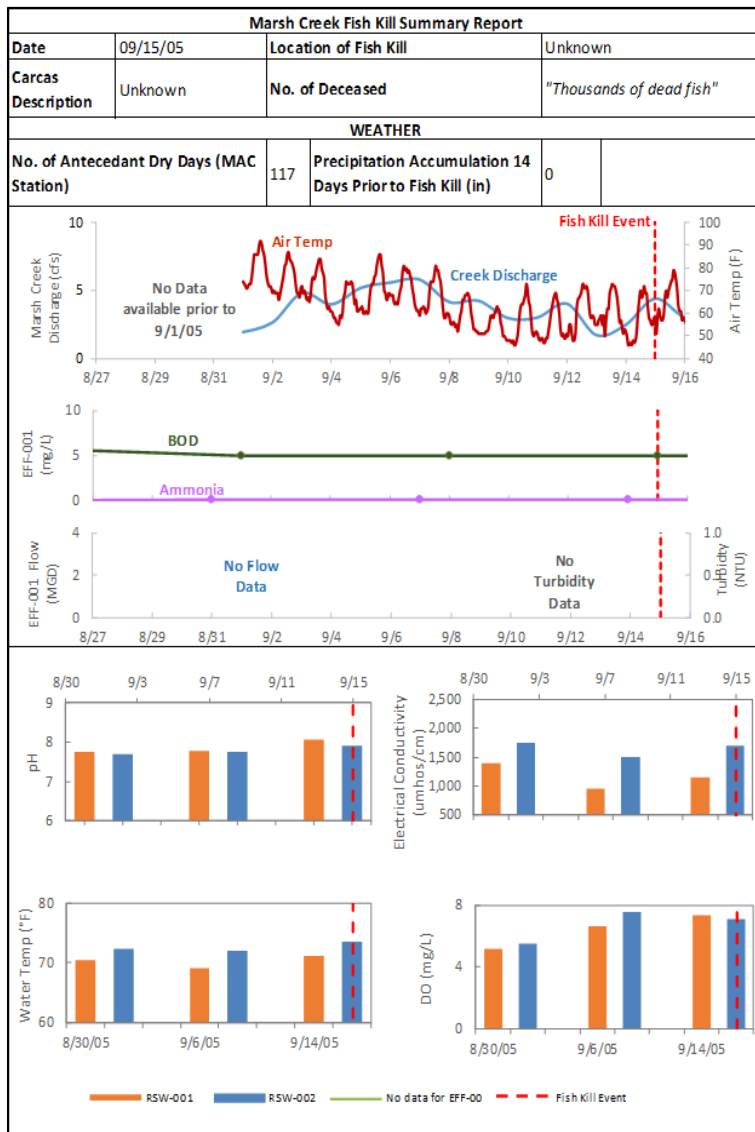 Marsh Creek Fish Kill Summary Report
Date 09/15/05 Location of Fish Kill Unknown
Carcas Description Unknown No. of Deceased "Thousands of dead fish"
WEATHER
No. of Antecedant Dry Days (MAC Station) 117 Precipitation Accumulation 14 Days Prior to Fish Kill (in) 0
Marsh Creek Discharge (cfs)
10
5
0
Air Temp
Fish Kill Event
Creek Discharge
No Data available prior to 9/1/05
100
90
80
70
60
50
40
Air Temp (F)
8/27 8/29 8/31 9/2 9/4 9/6 9/8 9/10 9/12 9/14 9/16
EFF-001 (mg/L)
10
5
0
BOD
Ammonia
EFF-001 Flow (MGD)
4
2
0
No Flow Data
No Turbidity Data
1.0
0.5
0.0
Turbidty (NTU)
8/27 8/29 8/31 9/2 9/4 9/6 9/8 9/10 9/12 9/14 9/16
8/30 9/3 9/7 9/11 9/15
pH
9
8
7
6
8/30 9/3 9/7 9/11 9/15
Electrical Conductivity (umhos/cm)
2,500
2,000
1,500
1,000
500
Water Temp (°F)
80
70
60
8/30/05 9/6/05 9/14/05
DO (mg/L)
8
4
0
8/30/05 9/6/05 9/14/05
RSW-001 RSW-002 No data for EFF-00 Fish Kill Event